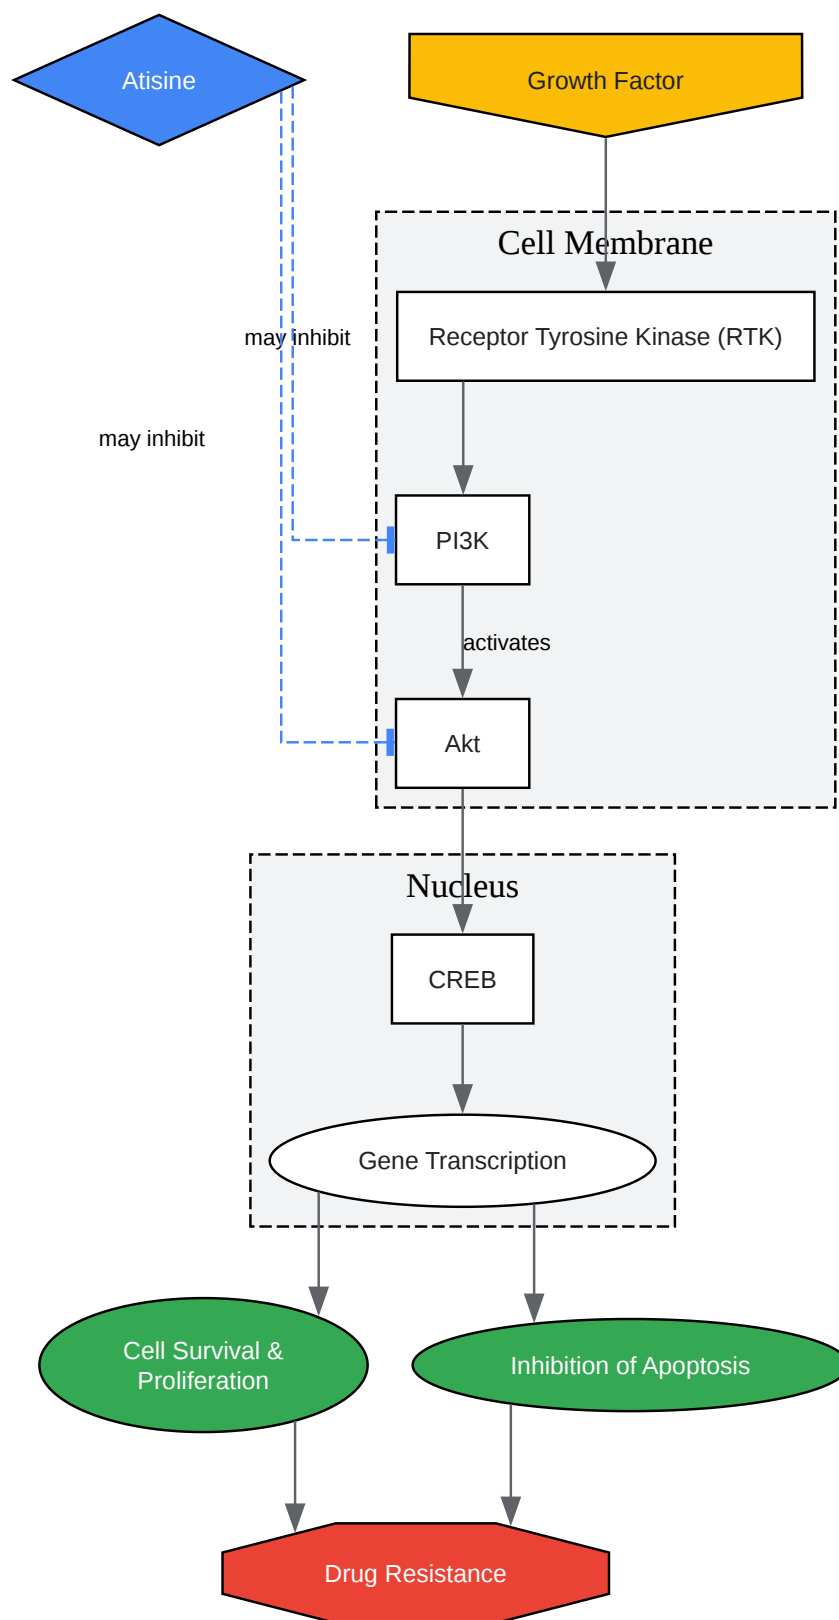 Atisine
Growth Factor
Cell Membrane
Receptor Tyrosine Kinase (RTK)
may inhibit
may inhibit
PI3K
activates
Akt
Nucleus
CREB
Gene Transcription
Cell Survival &
Proliferation
Inhibition of Apoptosis
Drug Resistance